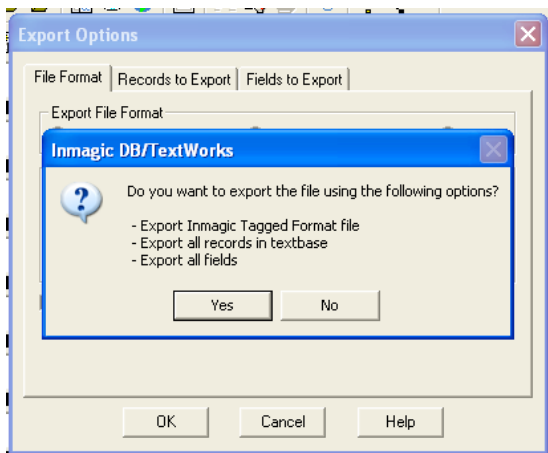 Export Options
File Format Records to Export Fields to Export
Export File Format
Inmagic DB/TextWorks
Do you want to export the file using the following options?
- Export Inmagic Tagged Format file
- Export all records in textbase
- Export all fields
Yes No
OK Cancel Help